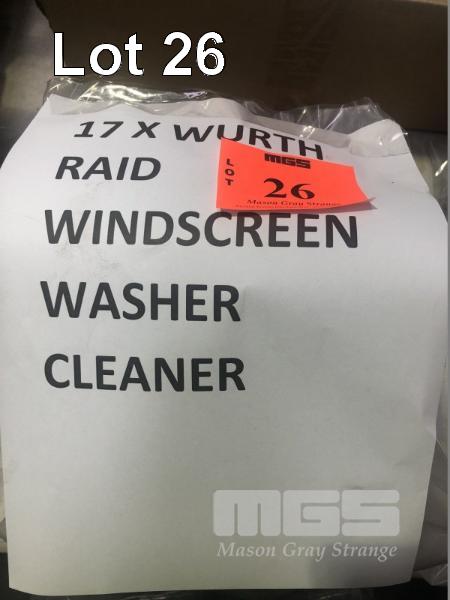 Lot 26
17 X WURTH
RAID
LOT
MGS
26
Mason Gray Strange
WINDSCREEN
WASHER
CLEANER
MGS
Mason Gray Strange